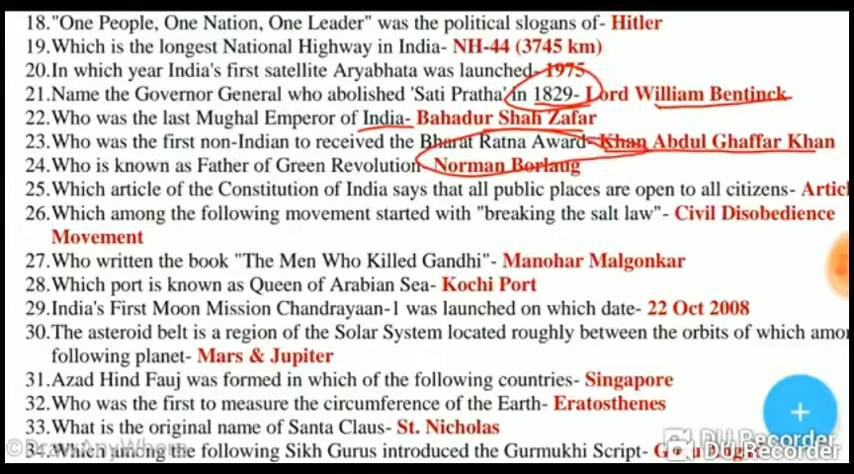 18."One People, One Nation, One Leader" was the political slogans of- Hitler
19.Which is the longest National Highway in India- NH-44 (3745 km)
20.In which year India's first satellite Aryabhata was launched- 1975
21.Name the Governor General who abolished 'Sati Pratha' in 1829- Lord William Bentinck
22.Who was the last Mughal Emperor of India- Bahadur Shah Zafar
23.Who was the first non-Indian to received the Bharat Ratna Award- Khan Abdul Ghaffar Khan
24.Who is known as Father of Green Revolution- Norman Borlaug
25.Which article of the Constitution of India says that all public places are open to all citizens- Articl
26.Which among the following movement started with "breaking the salt law"- Civil Disobedience
Movement
27.Who written the book "The Men Who Killed Gandhi"- Manohar Malgonkar
28.Which port is known as Queen of Arabian Sea- Kochi Port
29.India's First Moon Mission Chandrayaan-1 was launched on which date- 22 Oct 2008
30.The asteroid belt is a region of the Solar System located roughly between the orbits of which amon
following planet- Mars & Jupiter
31.Azad Hind Fauj was formed in which of the following countries- Singapore
32.Who was the first to measure the circumference of the Earth- Eratosthenes
33.What is the original name of Santa Claus- St. Nicholas
34.Which among the following Sikh Gurus introduced the Gurmukhi Script-
DU Recorder